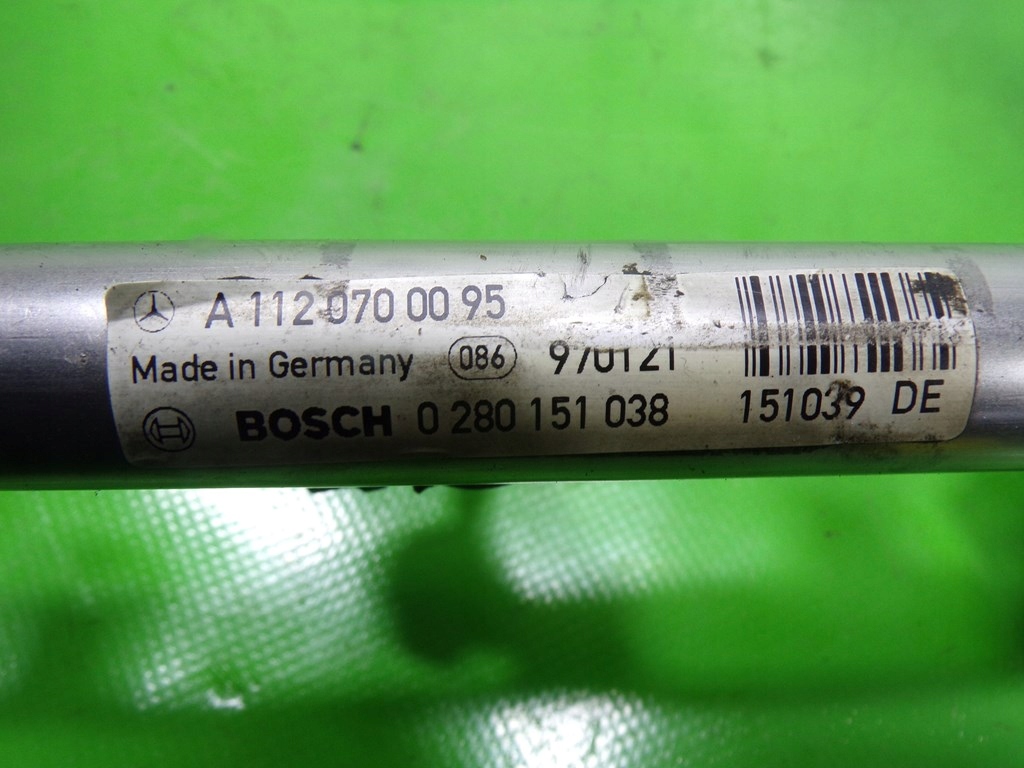 A 112 070 00 95
Made in Germany 086 970121
BOSCH 0 280 151 038 151039 DE